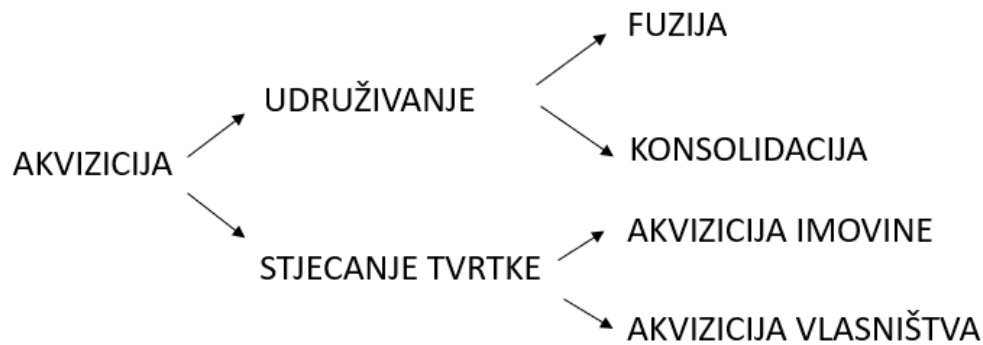 AKVIZICIJA
UDRUŽIVANJE
FUZIJA
KONSOLIDACIJA
STJECANJE TVRTKE
AKVIZICIJA IMOVINE
AKVIZICIJA VLASNIŠTVA